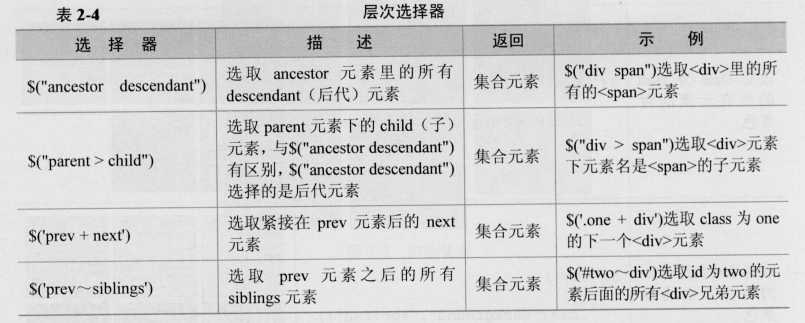 表 2-4 层次选择器
选 择 器 描 述 返回 示 例
$("ancestor descendant")
选取 ancestor 元素里的所有
descendant（后代）元素
集合元素
$("div span")选取<div>里的所
有的<span>元素
$("parent > child")
选取 parent 元素下的 child（子）
元素，与$("ancestor descendant")
有区别，$("ancestor descendant")
选择的是后代元素
集合元素
$("div > span")选取<div>元素
下元素名是<span>的子元素
$('prev + next')
选取紧接在 prev 元素后的 next
元素
集合元素
$('.one + div')选取 class 为 one
的下一个<div>元素
$('prev～siblings')
选取 prev 元素之后的所有
siblings 元素
集合元素
$('#two～div')选取 id 为 two 的元
素后面的所有<div>兄弟元素